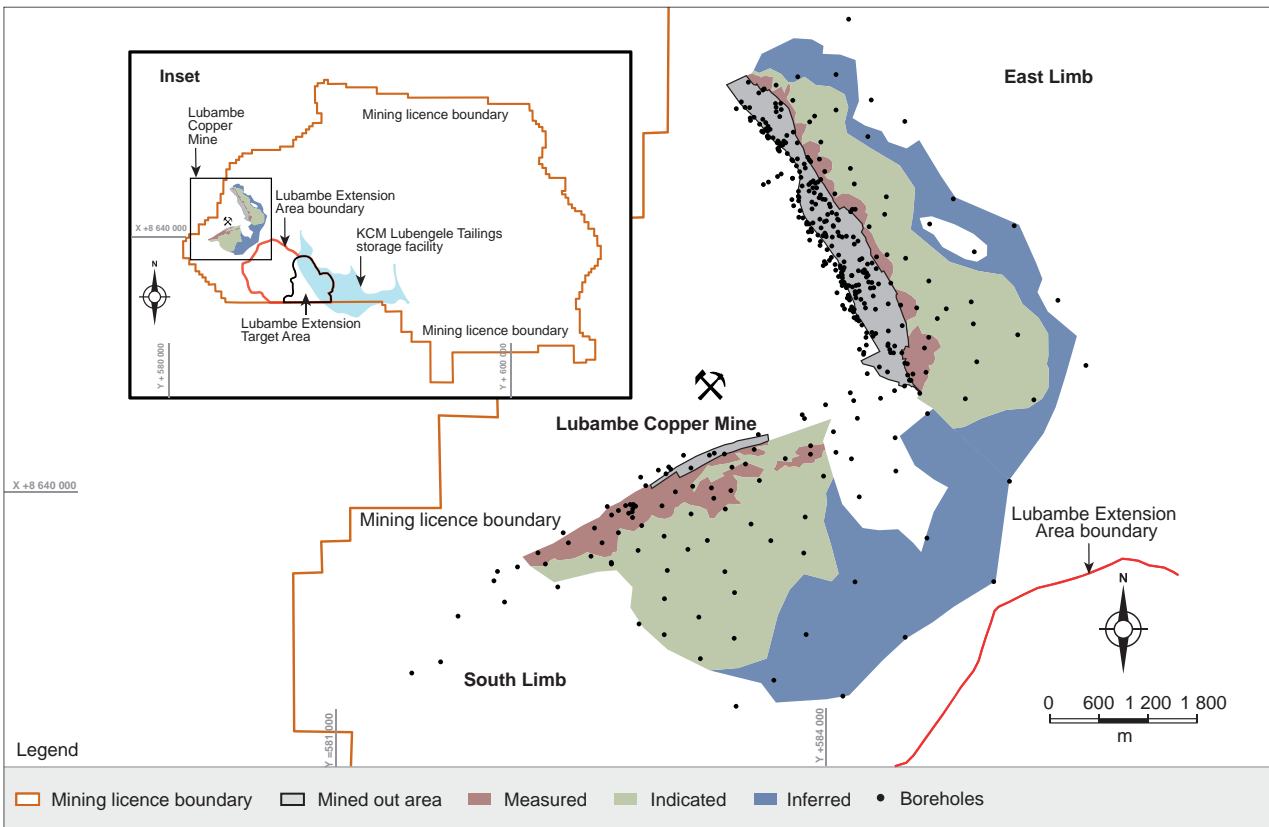 Inset
Lubambe
Copper
Mine
Mining licence boundary
Lubambe Extension
Area boundary
KCM Lubengele Tailings
storage facility
X +8 640 000
N
Lubambe Extension
Target Area
Mining licence boundary
Y + 580 000
Y + 600 000
East Limb
Lubambe Copper Mine
X +8 640 000
Mining licence boundary
Lubambe Extension
Area boundary
N
South Limb
0 600 1 200 1 800
m
Y =581 000
Y +584 000
Legend
Mining licence boundary Mined out area Measured Indicated Inferred Boreholes